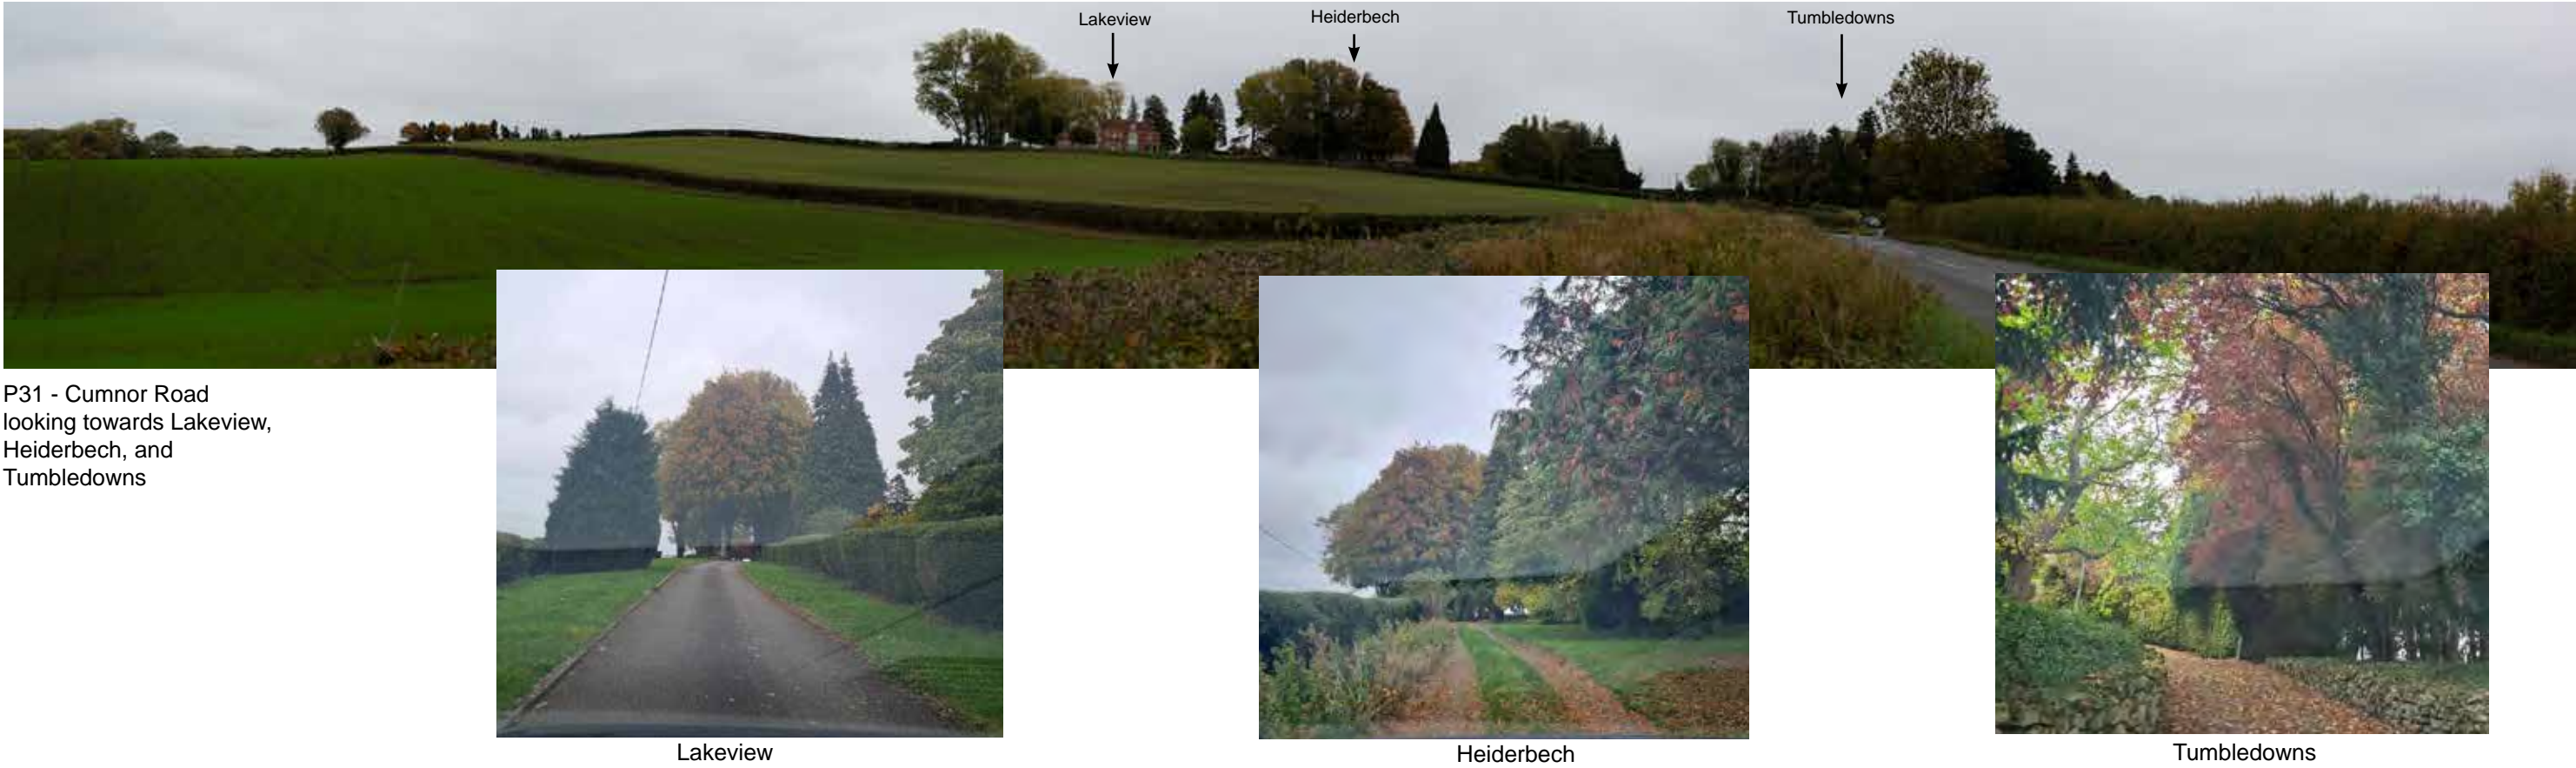 Lakeview
Heiderbech
Tumbledowns
P31 - Cumnor Road
looking towards Lakeview,
Heiderbech, and
Tumbledowns
Lakeview
Heiderbech
Tumbledowns